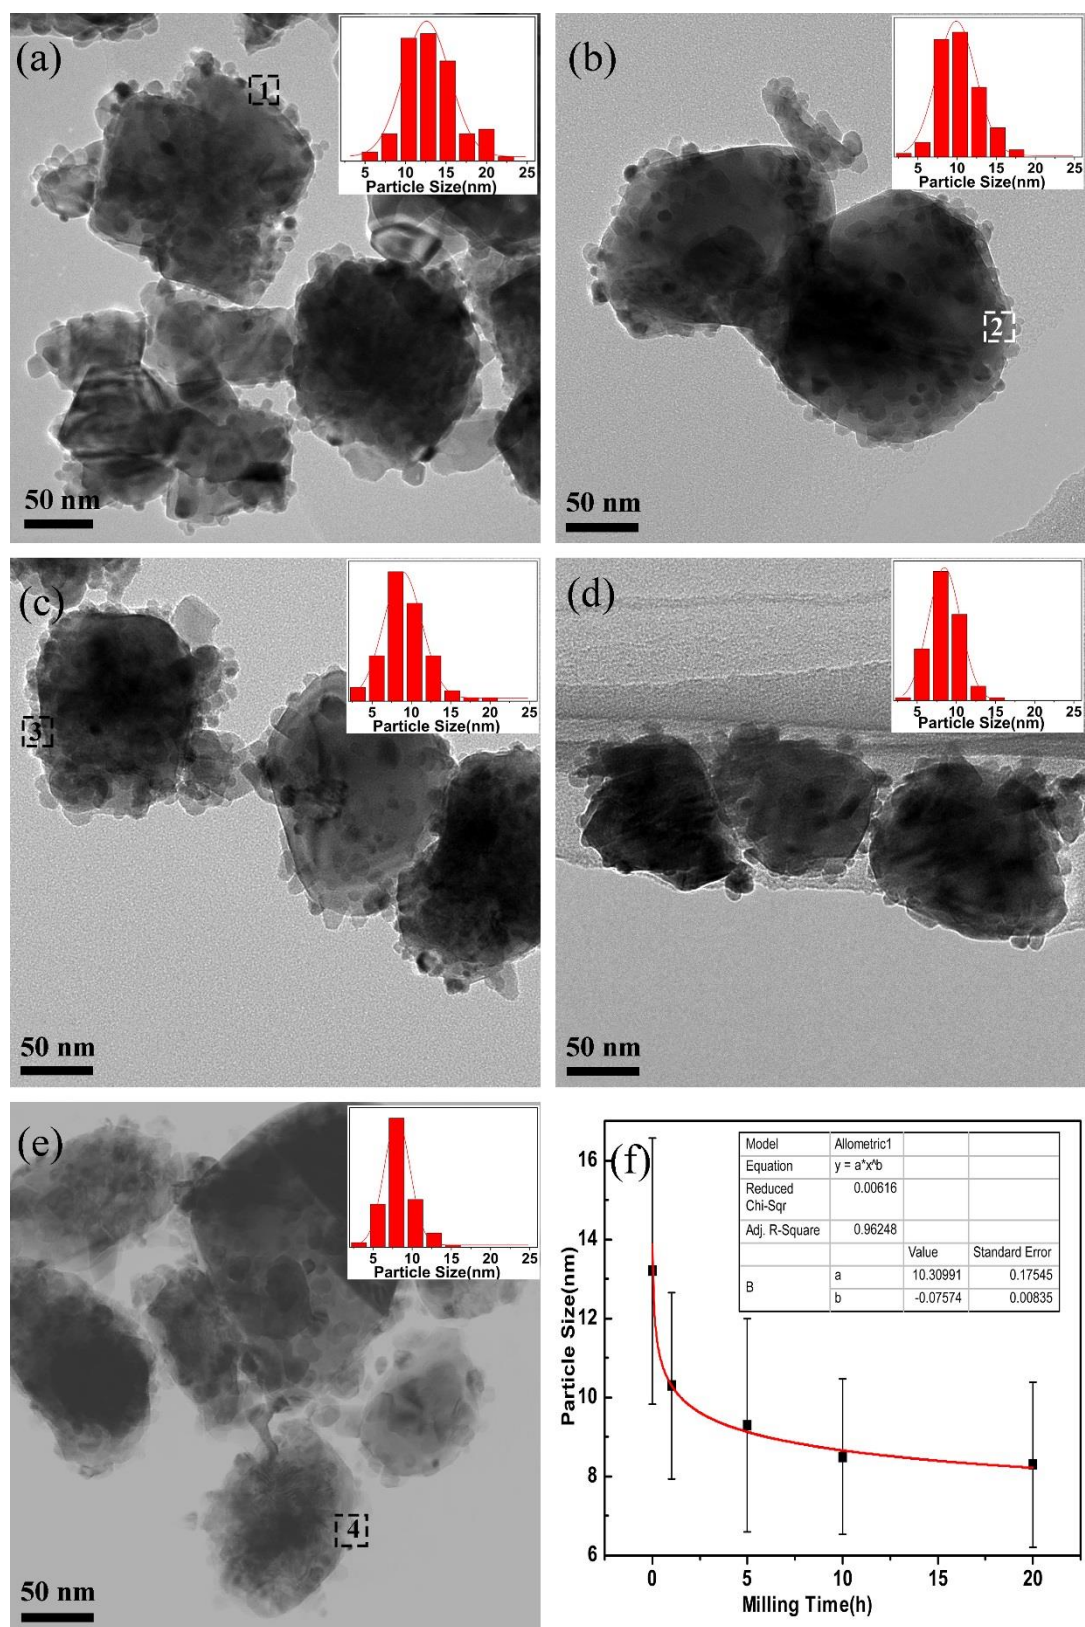 (a)
1
5 10 15 20 25
Particle Size(nm)
50 nm
(b)
2
5 10 15 20 25
Particle Size(nm)
50 nm
(c)
3
5 10 15 20 25
Particle Size(nm)
50 nm
(d)
5 10 15 20 25
Particle Size(nm)
50 nm
(e)
4
5 10 15 20 25
Particle Size(nm)
50 nm
(f)
Model Allometric1
Equation y = a*x^b
Reduced 0.00616
Chi-Sqr
Adj. R-Square 0.96248
Value Standard Error
B a 10.30991 0.17545
b -0.07574 0.00835
Particle Size(nm)
16
14
12
10
8
6
0 5 10 15 20
Milling Time(h)